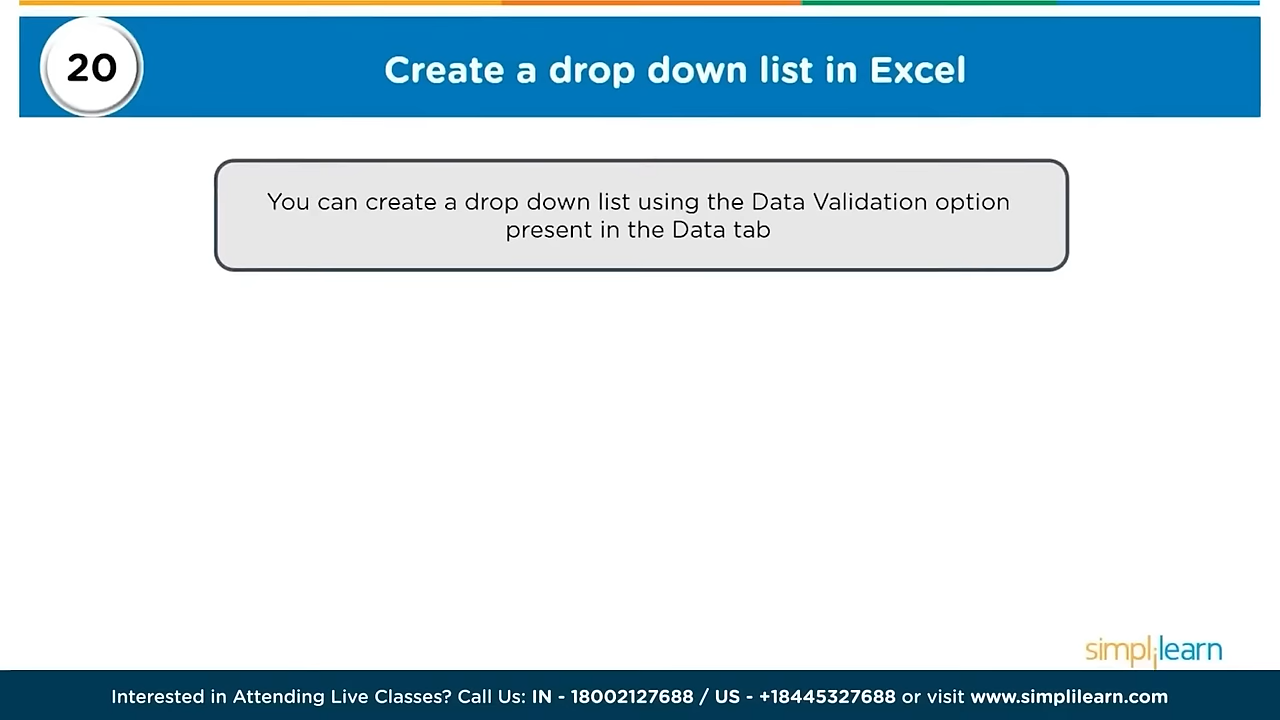 20
Create a drop down list in Excel
You can create a drop down list using the Data Validation option
present in the Data tab
simplilearn
Interested in Attending Live Classes? Call Us: IN - 18002127688 / US - +18445327688 or visit www.simplilearn.com